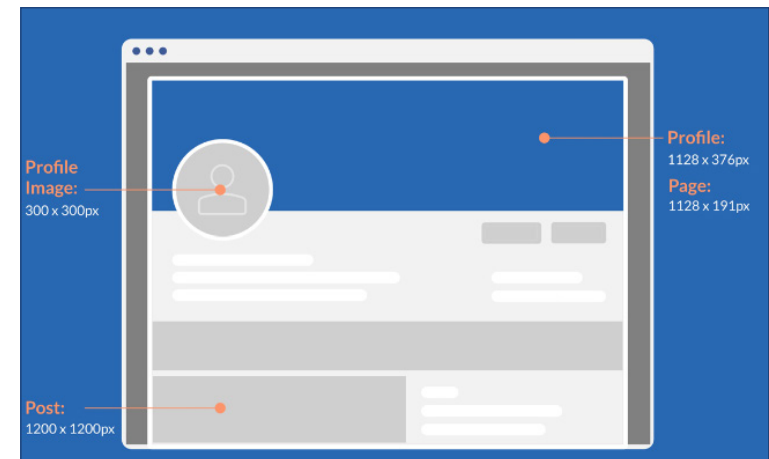 Profile
Image:
300 x 300px
Profile:
1128 x 376px
Page:
1128 x 191px
Post:
1200 x 1200px